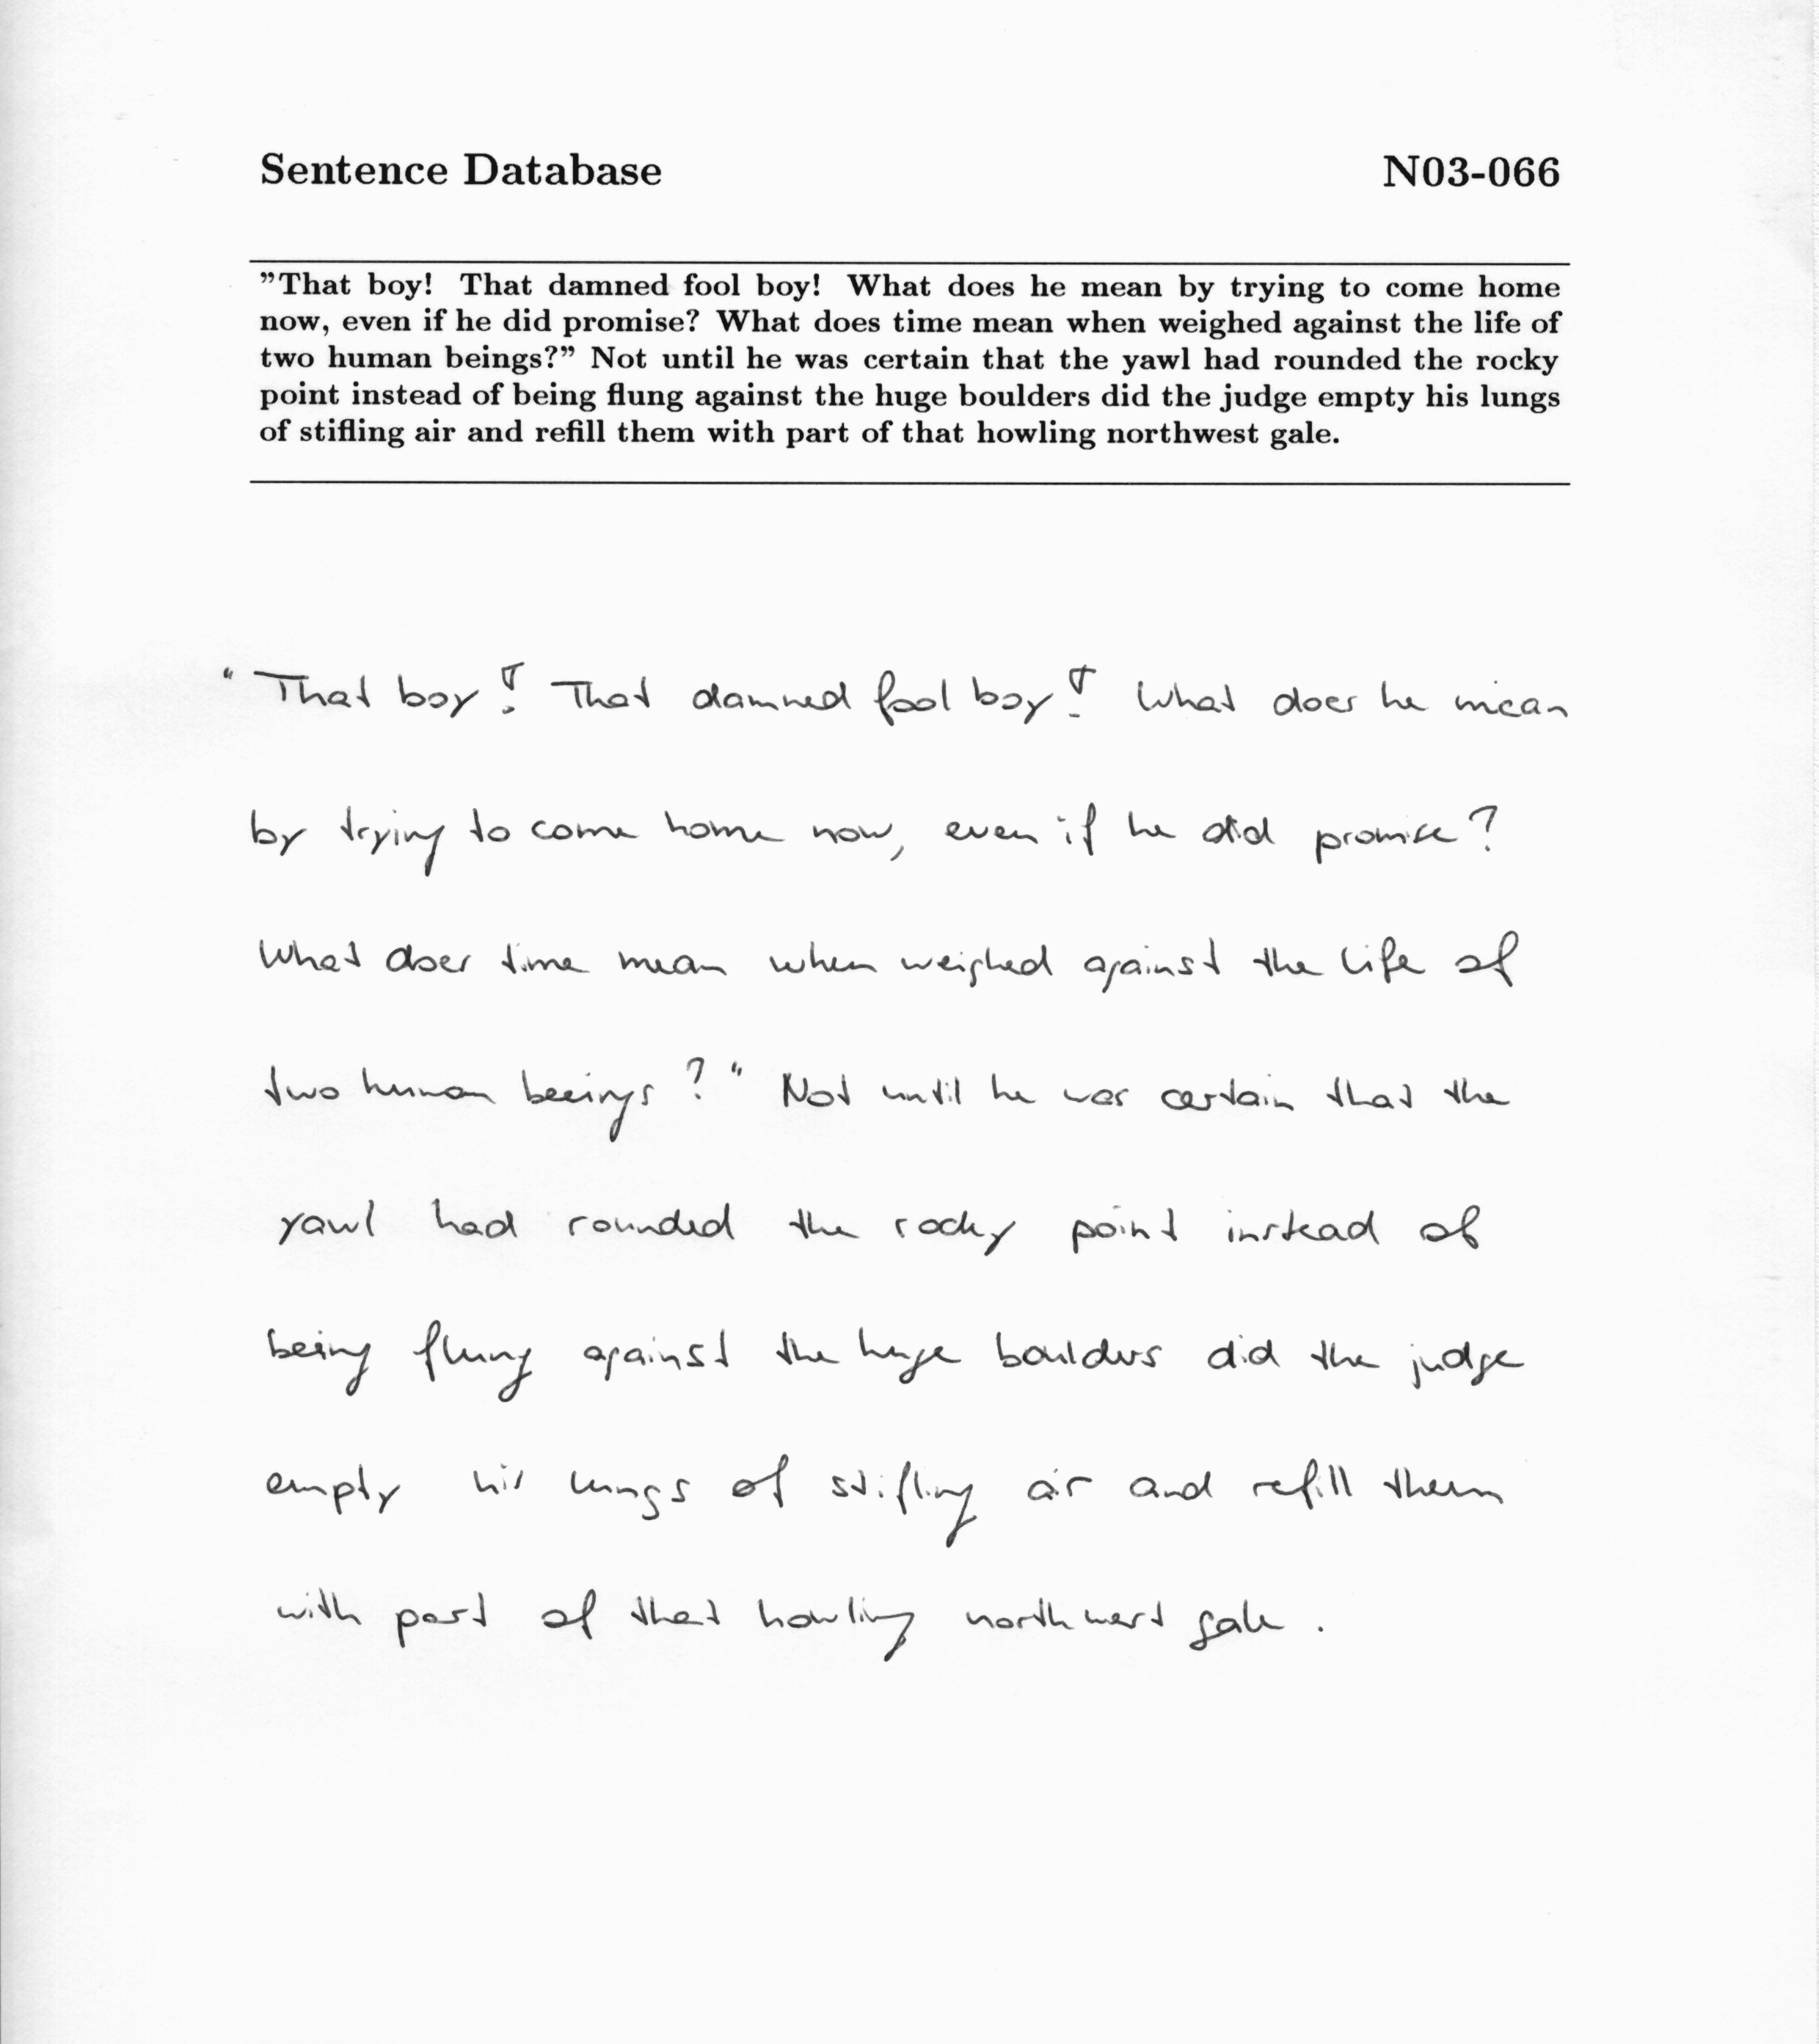 Sentence Database N03-066
”That boy! That damned fool boy! What does he mean by trying to come home
now, even if he did promise? What does time mean when weighed against the life of
two human beings?” Not until he was certain that the yawl had rounded the rocky
point instead of being flung against the huge boulders did the judge empty his lungs
of stifling air and refill them with part of that howling northwest gale.
"That boy! That damned fool boy! What does he mean
by trying to come home now, even if he did promise?
What does time mean when weighed against the life of
two human beeings?" Not until he was certain that the
yawl had rounded the rocky point instead of
being flung against the huge boulders did the judge
empty his lungs of stifling air and refill them
with part of that howling northwest gale.